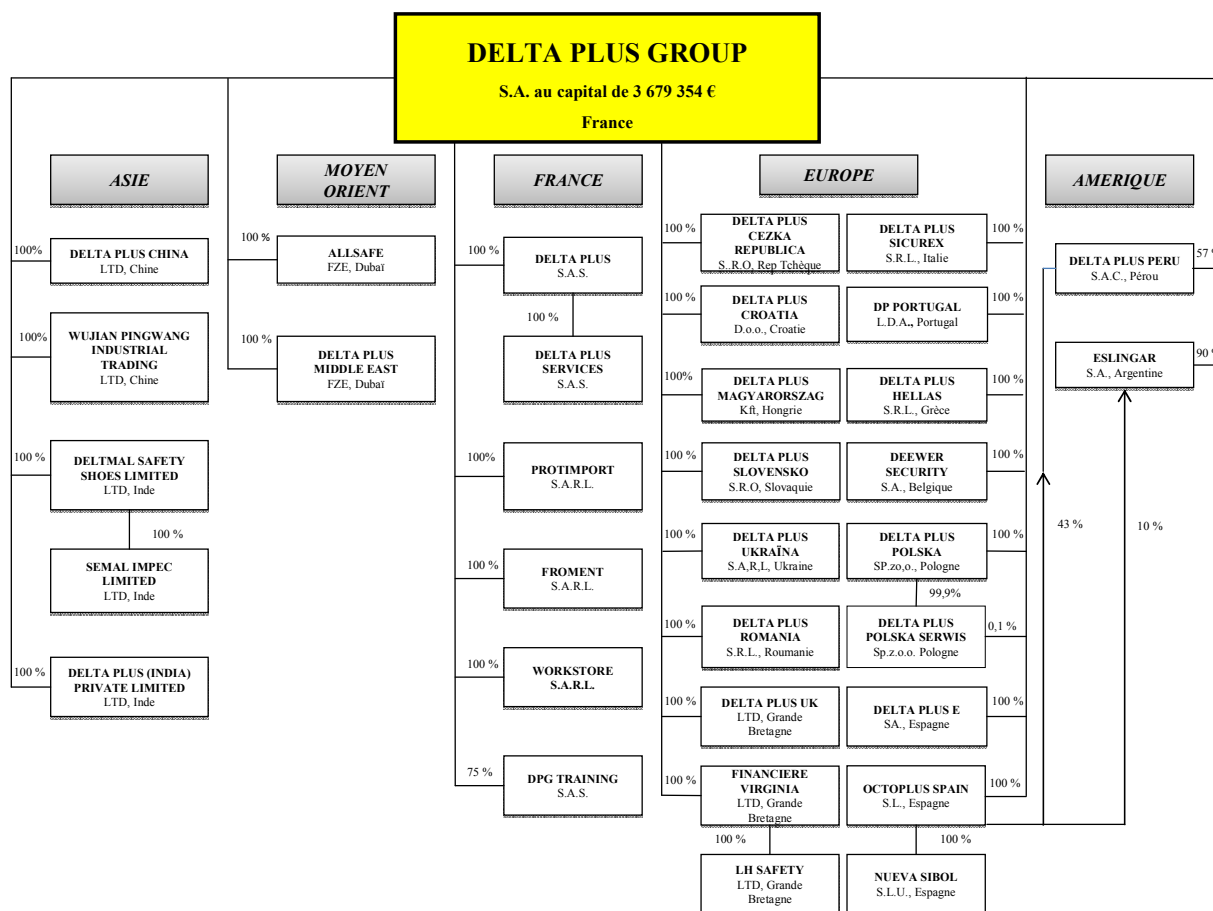 DELTA PLUS GROUP
S.A. au capital de 3 679 354 €
France
ASIE
100%
DELTA PLUS CHINA
LTD, Chine
100%
WUJIAN PINGWANG
INDUSTRIAL
TRADING
LTD, Chine
100 %
DELTMAL SAFETY
SHOES LIMITED
LTD, Inde
100 %
SEMAL IMPEC
LIMITED
LTD, Inde
100 %
DELTA PLUS (INDIA)
PRIVATE LIMITED
LTD, Inde
MOYEN
ORIENT
100 %
ALLSAFE
FZE, Dubaï
100 %
DELTA PLUS
MIDDLE EAST
FZE, Dubaï
FRANCE
100 %
DELTA PLUS
S.A.S.
100 %
DELTA PLUS
SERVICES
S.A.S.
100%
PROTIMPORT
S.A.R.L.
100 %
FROMENT
S.A.R.L.
100 %
WORKSTORE
S.A.R.L.
75 %
DPG TRAINING
S.A.S.
EUROPE
100 %
DELTA PLUS
CEZKA
REPUBLICA
S..R.O, Rep Tchèque
DELTA PLUS
SICUREX
S.R.L., Italie
100 %
100 %
DELTA PLUS
CROATIA
D.o.o., Croatie
DP PORTUGAL
L.D.A., Portugal
100 %
100%
DELTA PLUS
MAGYARORSZAG
Kft, Hongrie
DELTA PLUS
HELLAS
S.R.L., Grèce
100 %
100 %
DELTA PLUS
SLOVENSKO
S.R.O, Slovaquie
DEEWER
SECURITY
S.A., Belgique
100 %
100 %
DELTA PLUS
UKRAÏNA
S.A,R,L, Ukraine
DELTA PLUS
POLSKA
SP.zo,o., Pologne
100 %
99,9%
100 %
DELTA PLUS
ROMANIA
S.R.L., Roumanie
DELTA PLUS
POLSKA SERWIS
Sp.z.o.o. Pologne
0,1 %
100 %
DELTA PLUS UK
LTD, Grande
Bretagne
DELTA PLUS E
SA., Espagne
100 %
100 %
FINANCIERE
VIRGINIA
LTD, Grande
Bretagne
OCTOPLUS SPAIN
S.L., Espagne
100 %
100 %
LH SAFETY
LTD, Grande
Bretagne
100 %
NUEVA SIBOL
S.L.U., Espagne
AMERIQUE
DELTA PLUS PERU
S.A.C., Pérou
57 %
ESLINGAR
S.A., Argentine
90 %
43 %
10 %